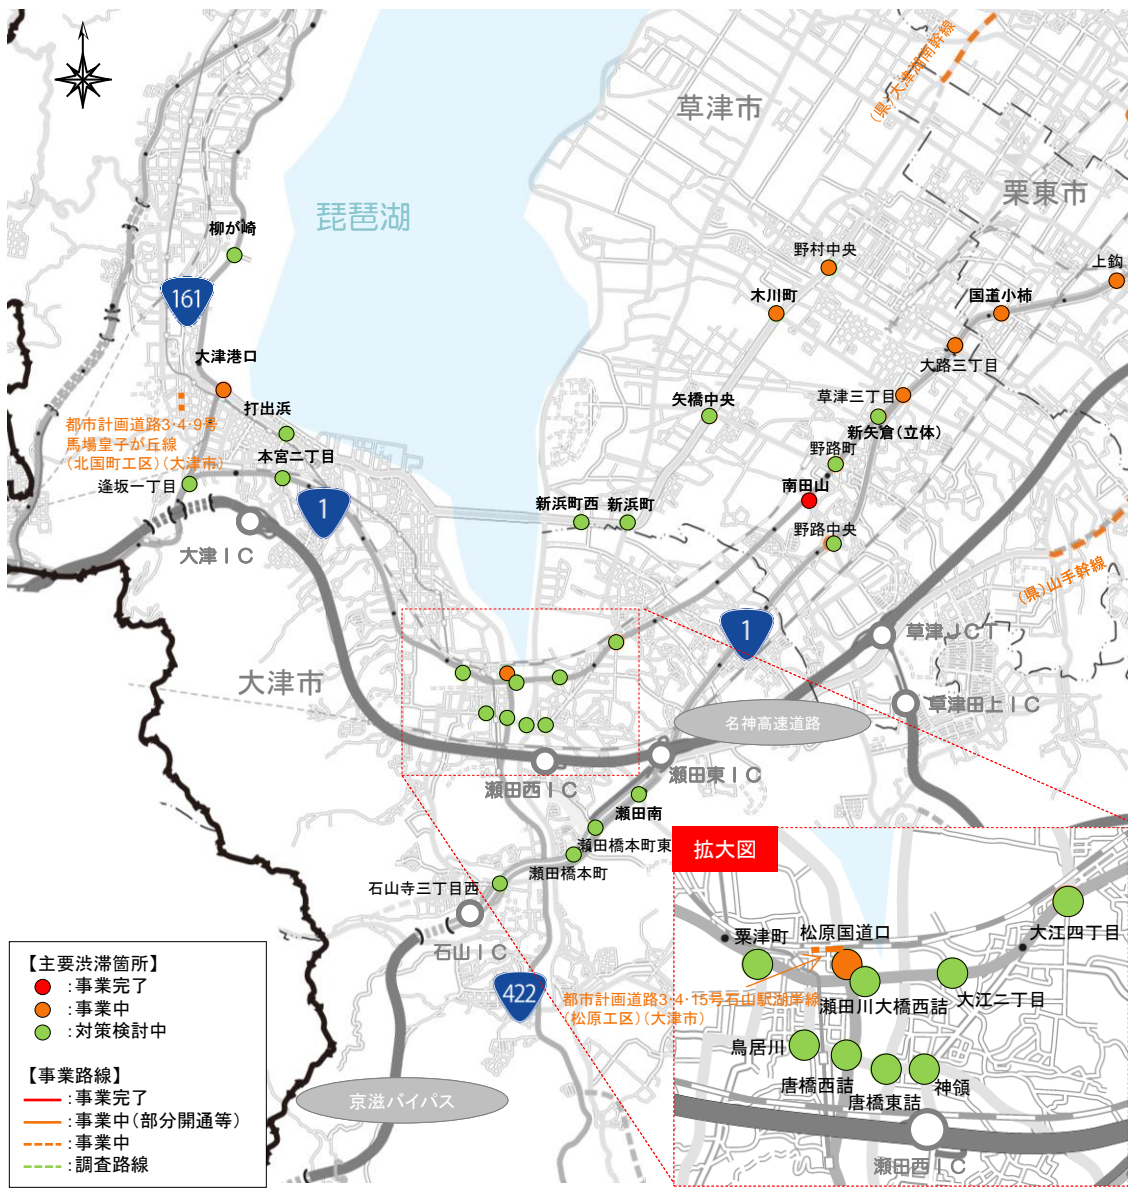 (県)大津湖南幹線
草津市
栗東市
琵琶湖
柳が崎
161
野村中央
上鈎
木川町
国道小柿
大津港口
大路三丁目
草津三丁目
矢橋中央
打出浜
都市計画道路3・4・9号
馬場皇子が丘線
(北国町工区)(大津市)
新矢倉(立体)
本宮二丁目
野路町
逢坂一丁目
南田山
1
新浜町西
新浜町
野路中央
大津IC
(県)山手幹線
1
草津JCT
大津市
草津田上IC
名神高速道路
瀬田東IC
瀬田西IC
瀬田南
瀬田橋本町東
瀬田橋本町
石山寺三丁目西
石山IC
422
京滋バイパス
拡大図
大江四丁目
粟津町
松原国道口
都市計画道路3・4・15号石山駅湖岸線
(松原工区)(大津市)
大江二丁目
瀬田川大橋西詰
鳥居川
唐橋西詰
神領
唐橋東詰
瀬田西IC
【主要渋滞箇所】
:事業完了
:事業中
:対策検討中
【事業路線】
:事業完了
:事業中(部分開通等)
:事業中
:調査路線